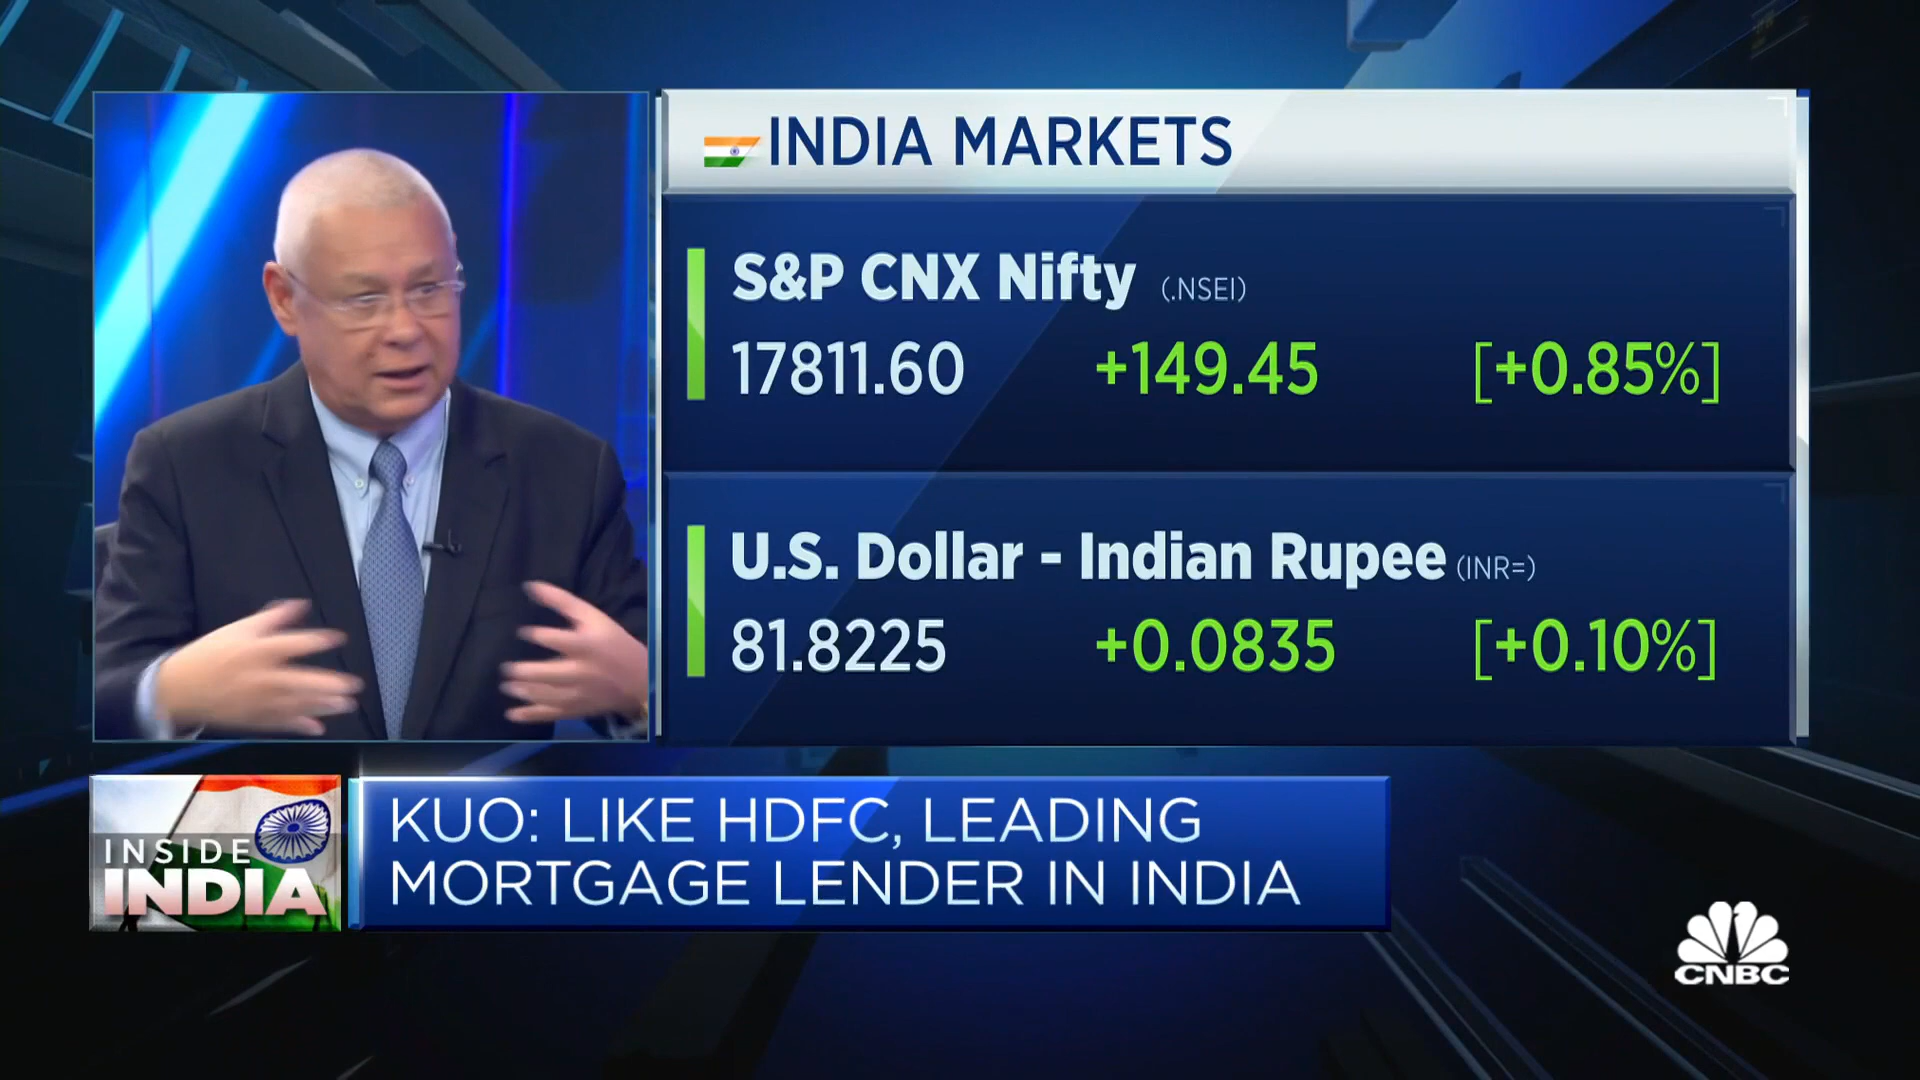 INDIA MARKETS
S&P CNX Nifty (.NSEI)
17811.60 +149.45 [+0.85%]
U.S. Dollar - Indian Rupee (INR=)
81.8225 +0.0835 [+0.10%]
INSIDE
INDIA
KUO: LIKE HDFC, LEADING
MORTGAGE LENDER IN INDIA
CNBC